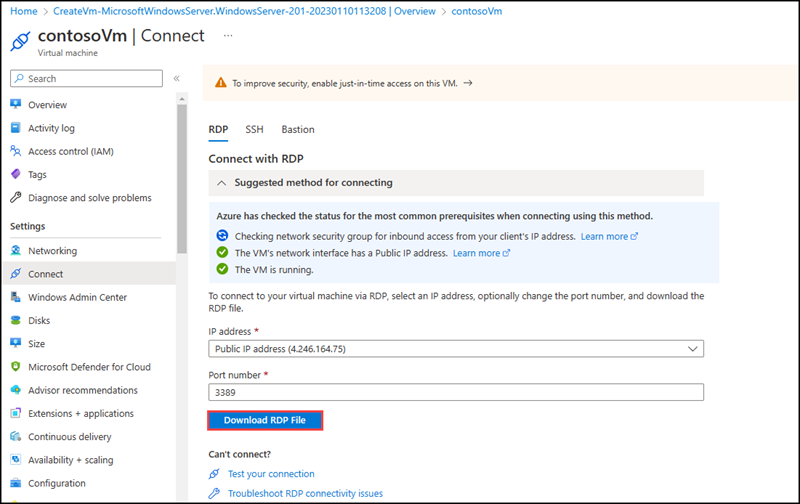 Home > CreateVm-MicrosoftWindowsServer.WindowsServer-201-20230110113208 | Overview > contosoVm
contosoVm | Connect ...
Virtual machine
Search
«
To improve security, enable just-in-time access on this VM. →
Overview
Activity log
Access control (IAM)
Tags
Diagnose and solve problems
Settings
Networking
Connect
Windows Admin Center
Disks
Size
Microsoft Defender for Cloud
Advisor recommendations
Extensions + applications
Continuous delivery
Availability + scaling
Configuration
RDP SSH Bastion
Connect with RDP
Suggested method for connecting
Azure has checked the status for the most common prerequisites when connecting using this method.
Checking network security group for inbound access from your client's IP address. Learn more
The VM's network interface has a Public IP address. Learn more
The VM is running.
To connect to your virtual machine via RDP, select an IP address, optionally change the port number, and download the
RDP file.
IP address *
Public IP address (4.246.164.75)
Port number *
3389
Download RDP File
Can't connect?
Test your connection
Troubleshoot RDP connectivity issues